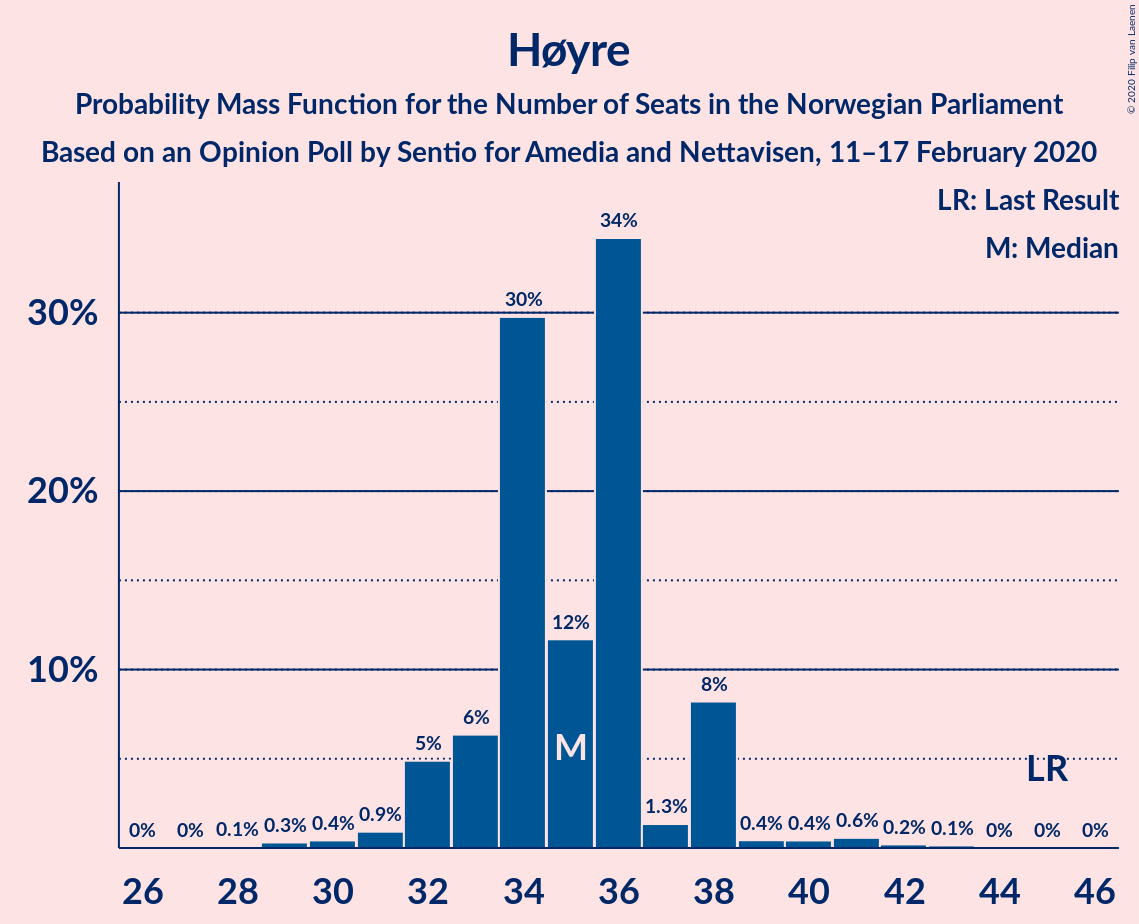 © 2020 Filip van Laenen
Høyre
Probability Mass Function for the Number of Seats in the Norwegian Parliament
Based on an Opinion Poll by Sentio for Amedia and Nettavisen, 11–17 February 2020
LR: Last Result
M: Median
30%
20%
10%
0% 0% 0.1% 0.3% 0.4% 0.9% 5% 6% 30% 12% 34% 1.3% 8% 0.4% 0.4% 0.6% 0.2% 0.1% 0% 0% 0%
M
LR
26 28 30 32 34 36 38 40 42 44 46